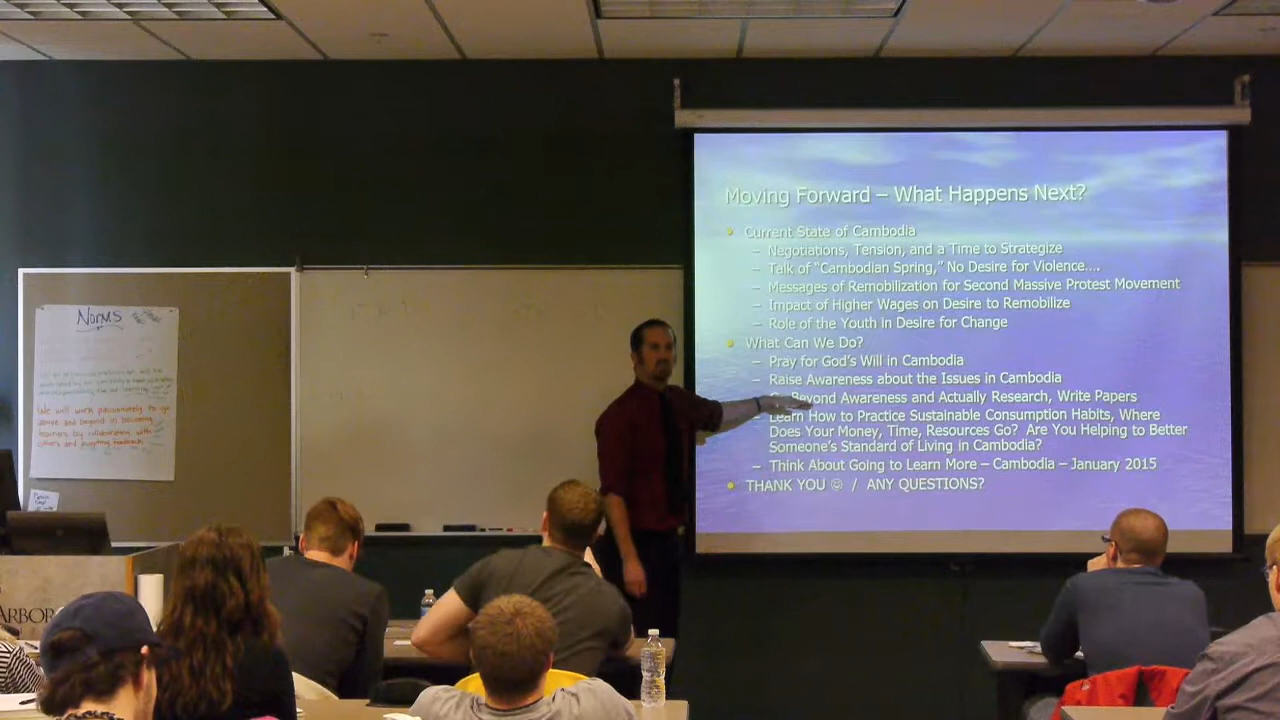 Norms
We will work passionately to go
above and beyond in becoming
teachers by collaborating with
others and accepting feedback
ARBOR
Moving Forward – What Happens Next?
• Current State of Cambodia
– Negotiations, Tension, and a Time to Strategize
– Talk of “Cambodian Spring,” No Desire for Violence….
– Messages of Remobilization for Second Massive Protest Movement
– Impact of Higher Wages on Desire to Remobilize
– Role of the Youth in Desire for Change
• What Can We Do?
– Pray for God's Will in Cambodia
– Raise Awareness about the Issues in Cambodia
Beyond Awareness and Actually Research, Write Papers
– Learn How to Practice Sustainable Consumption Habits, Where
Does Your Money, Time, Resources Go? Are You Helping to Better
Someone's Standard of Living in Cambodia?
– Think About Going to Learn More – Cambodia – January 2015
• THANK YOU ☺ / ANY QUESTIONS?